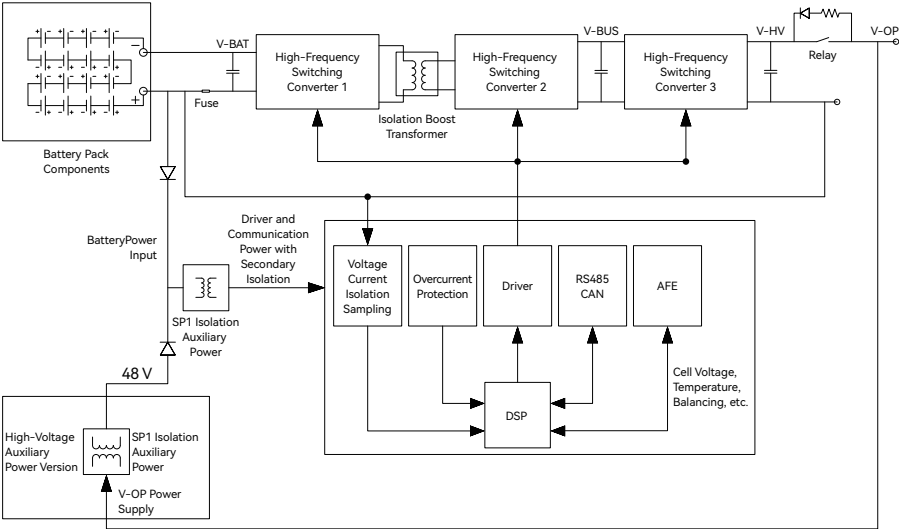 V-BAT
V-BUS
V-HV
V-OP
−
+
Fuse
Relay
High-Frequency
Switching
Converter 1
High-Frequency
Switching
Converter 2
High-Frequency
Switching
Converter 3
Isolation Boost
Transformer
Battery Pack
Components
BatteryPower
Input
Driver and
Communication
Power with
Secondary
Isolation
SP1 Isolation
Auxiliary
Power
Voltage
Current
Isolation
Sampling
Overcurrent
Protection
Driver
RS485
CAN
AFE
Cell Voltage,
Temperature,
Balancing, etc.
DSP
48 V
High-Voltage
Auxiliary
Power Version
SP1 Isolation
Auxiliary
Power
V-OP Power
Supply